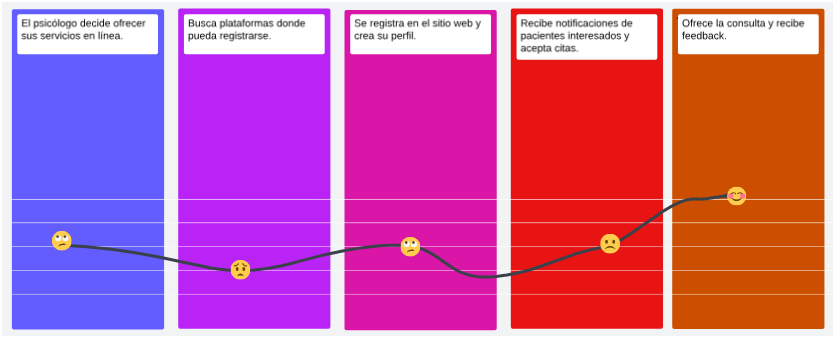 El psicólogo decide ofrecer
sus servicios en línea.
Busca plataformas donde
pueda registrarse.
Se registra en el sitio web y
crea su perfil.
Recibe notificaciones de
pacientes interesados y
acepta citas.
Ofrece la consulta y recibe
feedback.